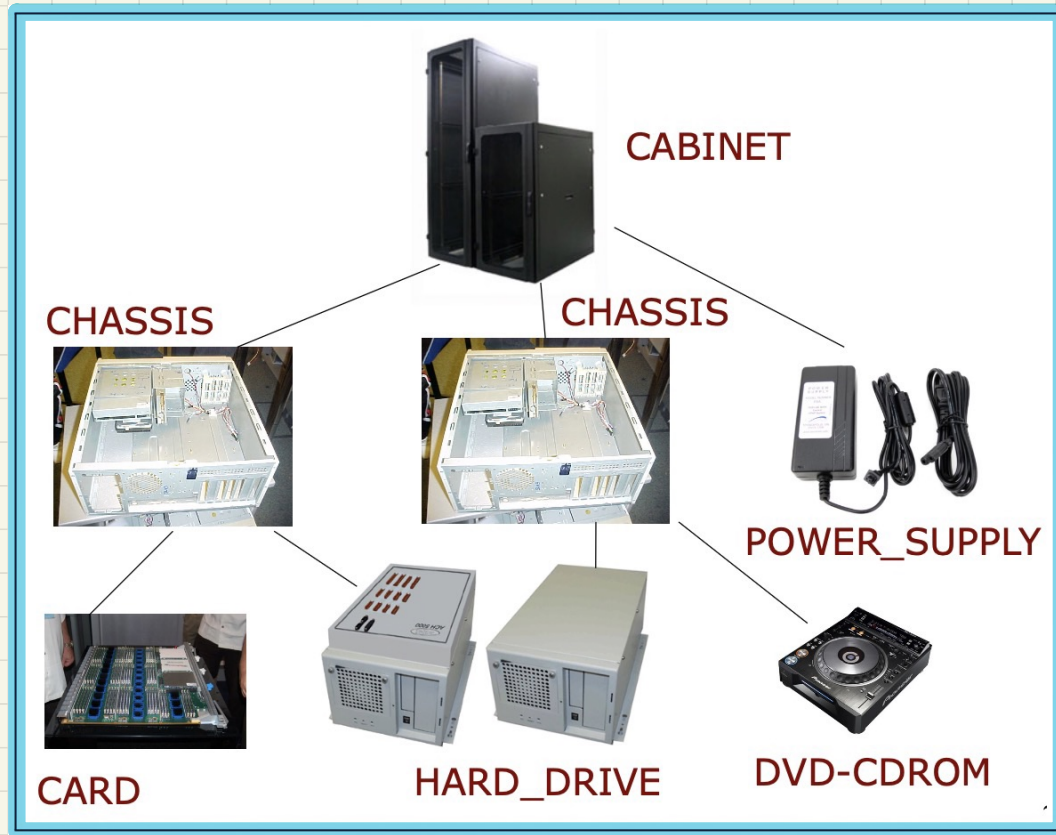 CABINET
CHASSIS
CHASSIS
POWER_SUPPLY
CARD
HARD_DRIVE
DVD-CDROM